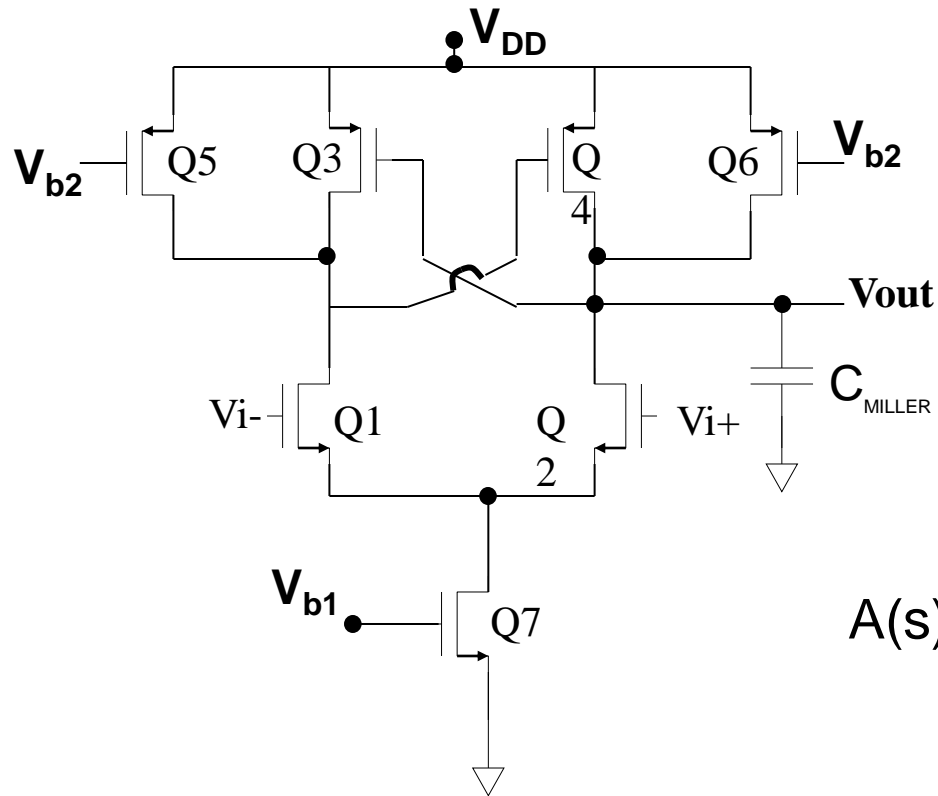 VDD
Vb2
Q5
Q3
Q
4
Q6
Vb2
Vout
CMILLER
Vi-
Q1
Q
2
Vi+
Vb1
Q7
A(s)